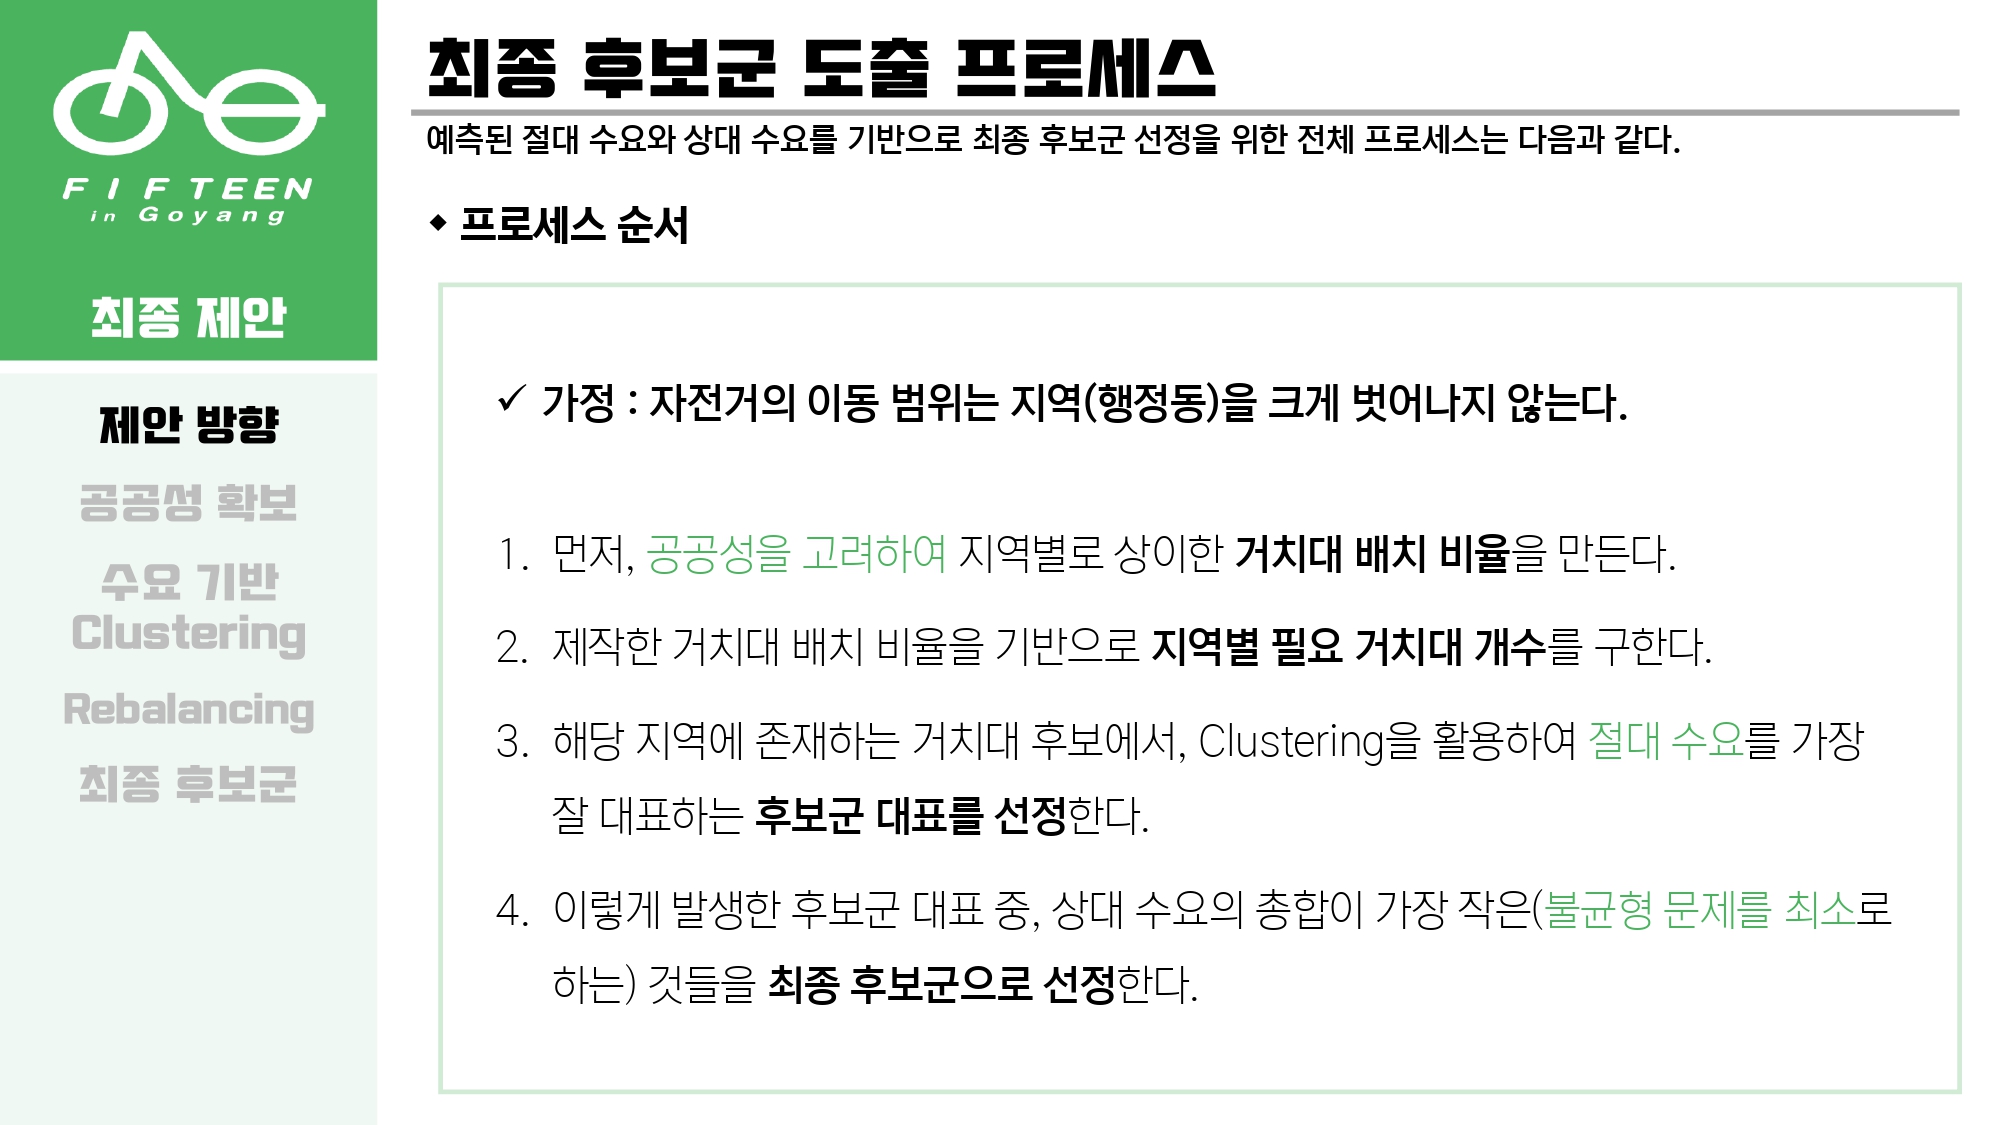 FIFTEEN
in Goyang
최종 제안
제안 방향
공공성 확보
수요 기반
Clustering
Rebalancing
최종 후보군
최종 후보군 도출 프로세스
예측된 절대 수요와 상대 수요를 기반으로 최종 후보군 선정을 위한 전체 프로세스는 다음과 같다.
◆ 프로세스 순서
✓ 가정 : 자전거의 이동 범위는 지역(행정동)을 크게 벗어나지 않는다.
1. 먼저, 공공성을 고려하여 지역별로 상이한 거치대 배치 비율을 만든다.
2. 제작한 거치대 배치 비율을 기반으로 지역별 필요 거치대 개수를 구한다.
3. 해당 지역에 존재하는 거치대 후보에서, Clustering을 활용하여 절대 수요를 가장
잘 대표하는 후보군 대표를 선정한다.
4. 이렇게 발생한 후보군 대표 중, 상대 수요의 총합이 가장 작은(불균형 문제를 최소로
하는) 것들을 최종 후보군으로 선정한다.